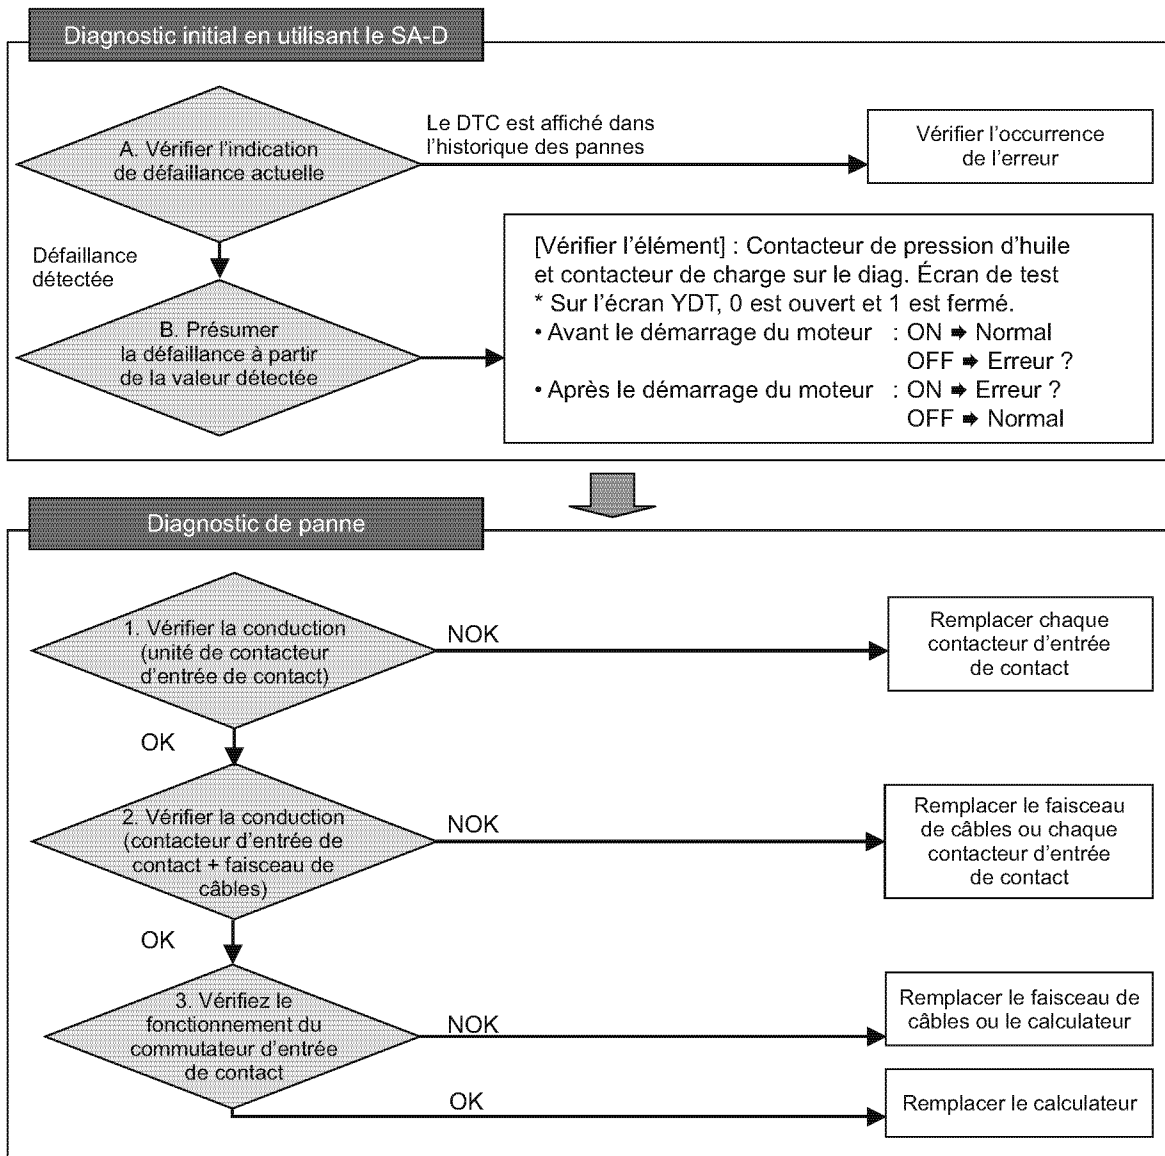 Diagnostic initial en utilisant le SA-D
A. Vérifier l'indication
de défaillance actuelle
Le DTC est affiché dans
l'historique des pannes
Vérifier l'occurrence
de l'erreur
Défaillance
détectée
B. Présumer
la défaillance à partir
de la valeur détectée
[Vérifier l'élément] : Contacteur de pression d'huile
et contacteur de charge sur le diag. Écran de test
* Sur l'écran YDT, 0 est ouvert et 1 est fermé.
• Avant le démarrage du moteur : ON ➡ Normal
OFF ➡ Erreur ?
• Après le démarrage du moteur : ON ➡ Erreur ?
OFF ➡ Normal
Diagnostic de panne
1. Vérifier la conduction
(unité de contacteur
d'entrée de contact)
NOK
Remplacer chaque
contacteur d'entrée
de contact
OK
2. Vérifier la conduction
(contacteur d'entrée de
contact + faisceau de
câbles)
NOK
Remplacer le faisceau
de câbles ou chaque
contacteur d'entrée
de contact
OK
3. Vérifiez le
fonctionnement du
commutateur d'entrée
de contact
NOK
Remplacer le faisceau de
câbles ou le calculateur
OK
Remplacer le calculateur